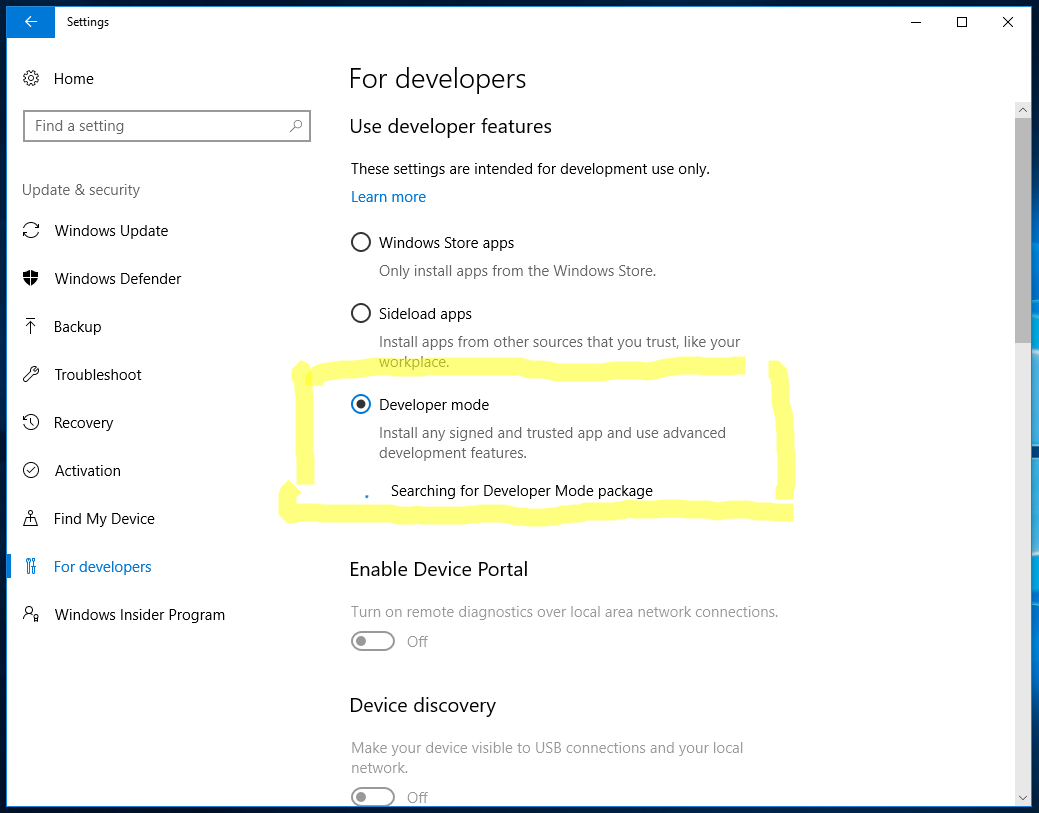 Settings
Home
Find a setting
Update & security
Windows Update
Windows Defender
Backup
Troubleshoot
Recovery
Activation
Find My Device
For developers
Windows Insider Program
For developers
Use developer features
These settings are intended for development use only.
Learn more
Windows Store apps
Only install apps from the Windows Store.
Sideload apps
Install apps from other sources that you trust, like your
workplace.
Developer mode
Install any signed and trusted app and use advanced
development features.
Searching for Developer Mode package
Enable Device Portal
Turn on remote diagnostics over local area network connections.
Off
Device discovery
Make your device visible to USB connections and your local
network.
Off